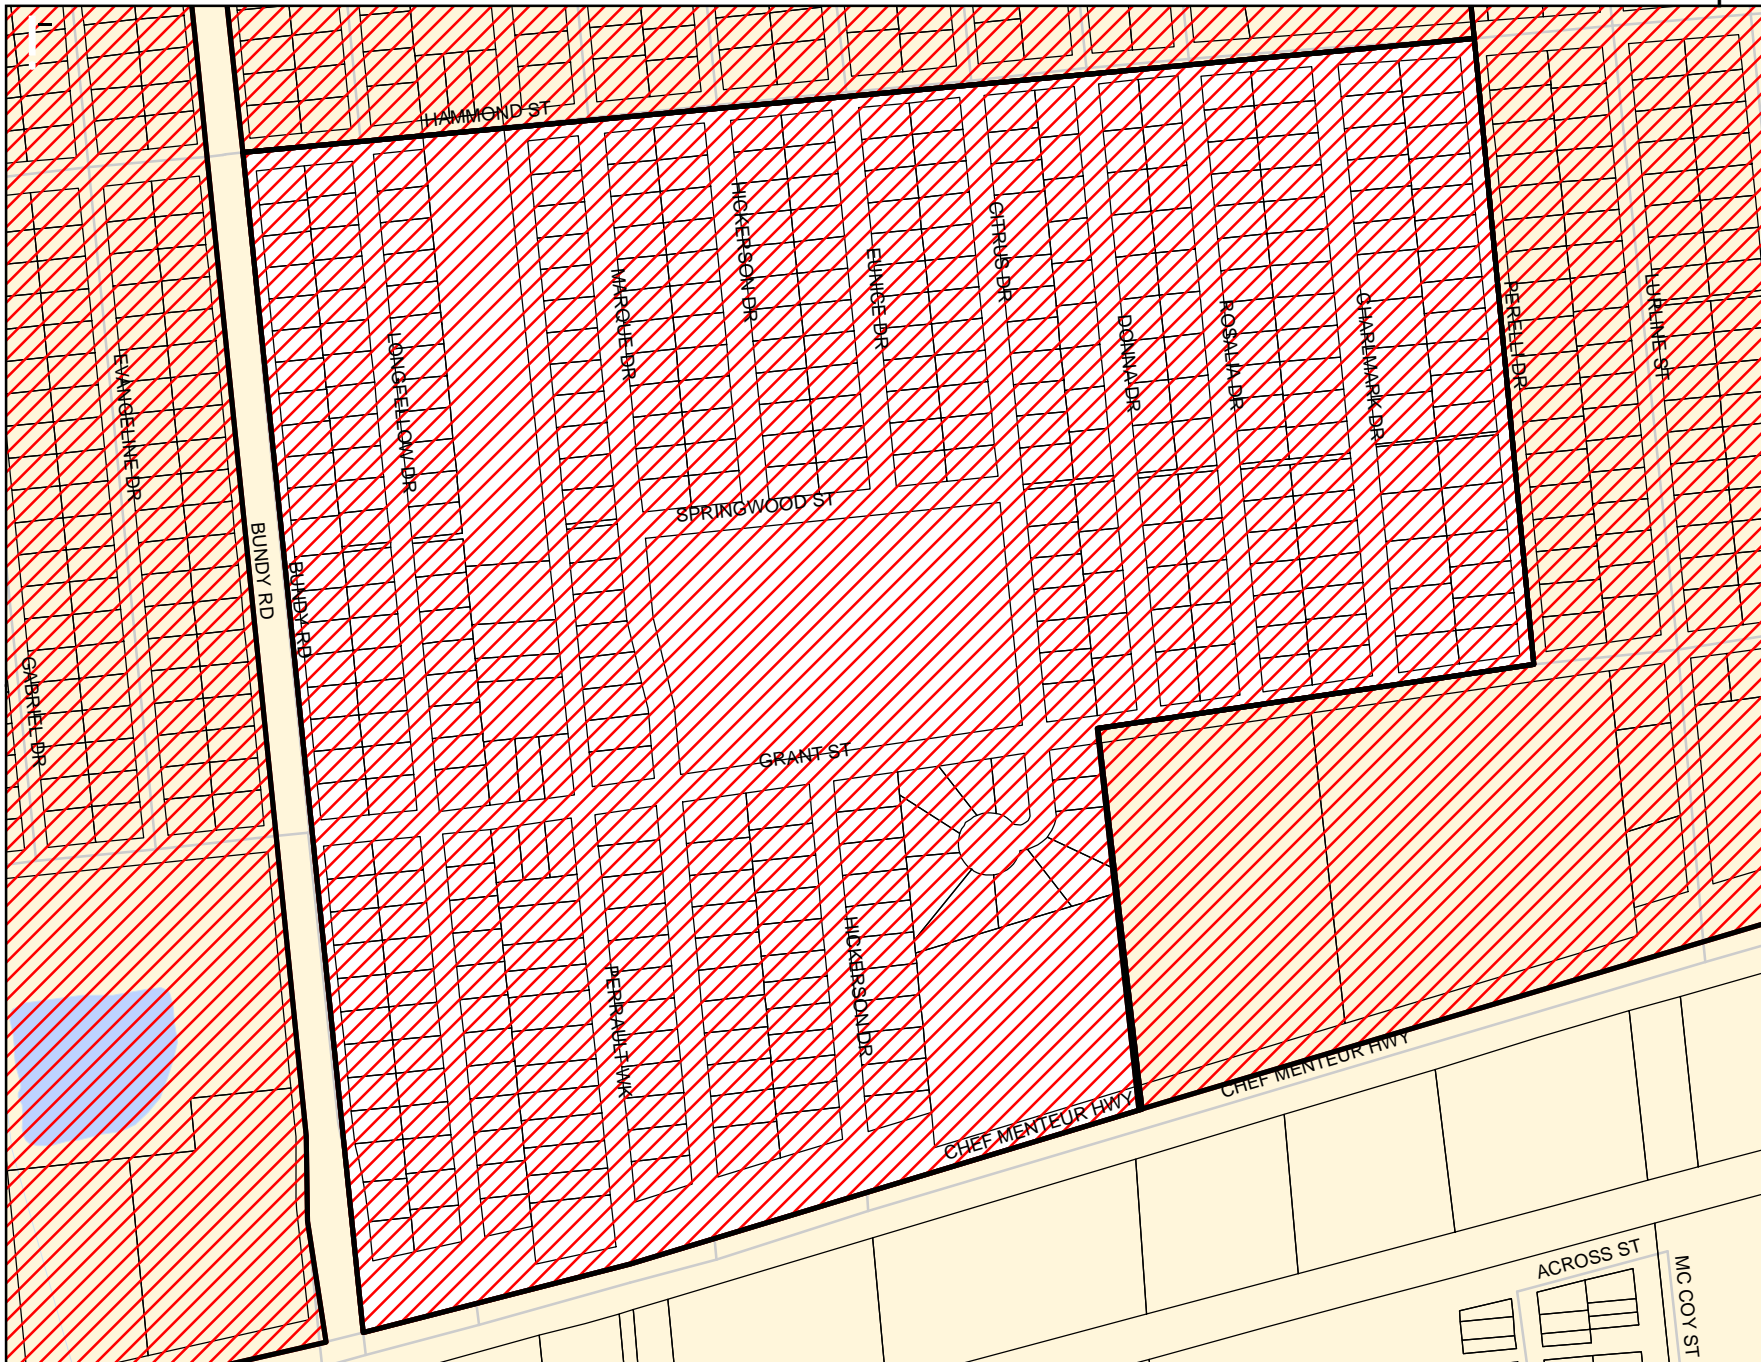 HAMMOND ST
HICKERSON DR
CITRUS DR
EUNICE DR
MARQUE DR
LONGFELLOW DR
DONNA DR
ROSALIA DR
CHARLMARK DR
PERELLI DR
LURLINE ST
EVANGELINE DR
SPRINGWOOD ST
BUNDY RD
BUNDY RD
GABRIEL DR
GRANT ST
HICKERSON DR
PERRAULT WK
CHEF MENTEUR HWY
CHEF MENTEUR HWY
ACROSS ST
MC COY ST